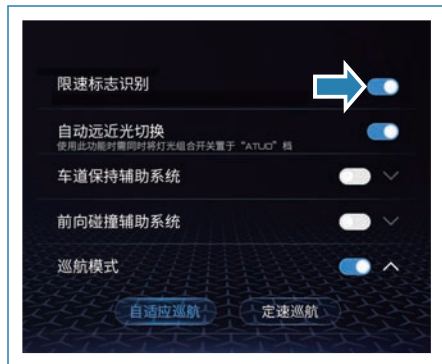 限速标志识别
自动远近光切换
使用此功能时需同时将灯光组合开关置于“ATUO”档
车道保持辅助系统
前向碰撞辅助系统
巡航模式
自适应巡航 定速巡航